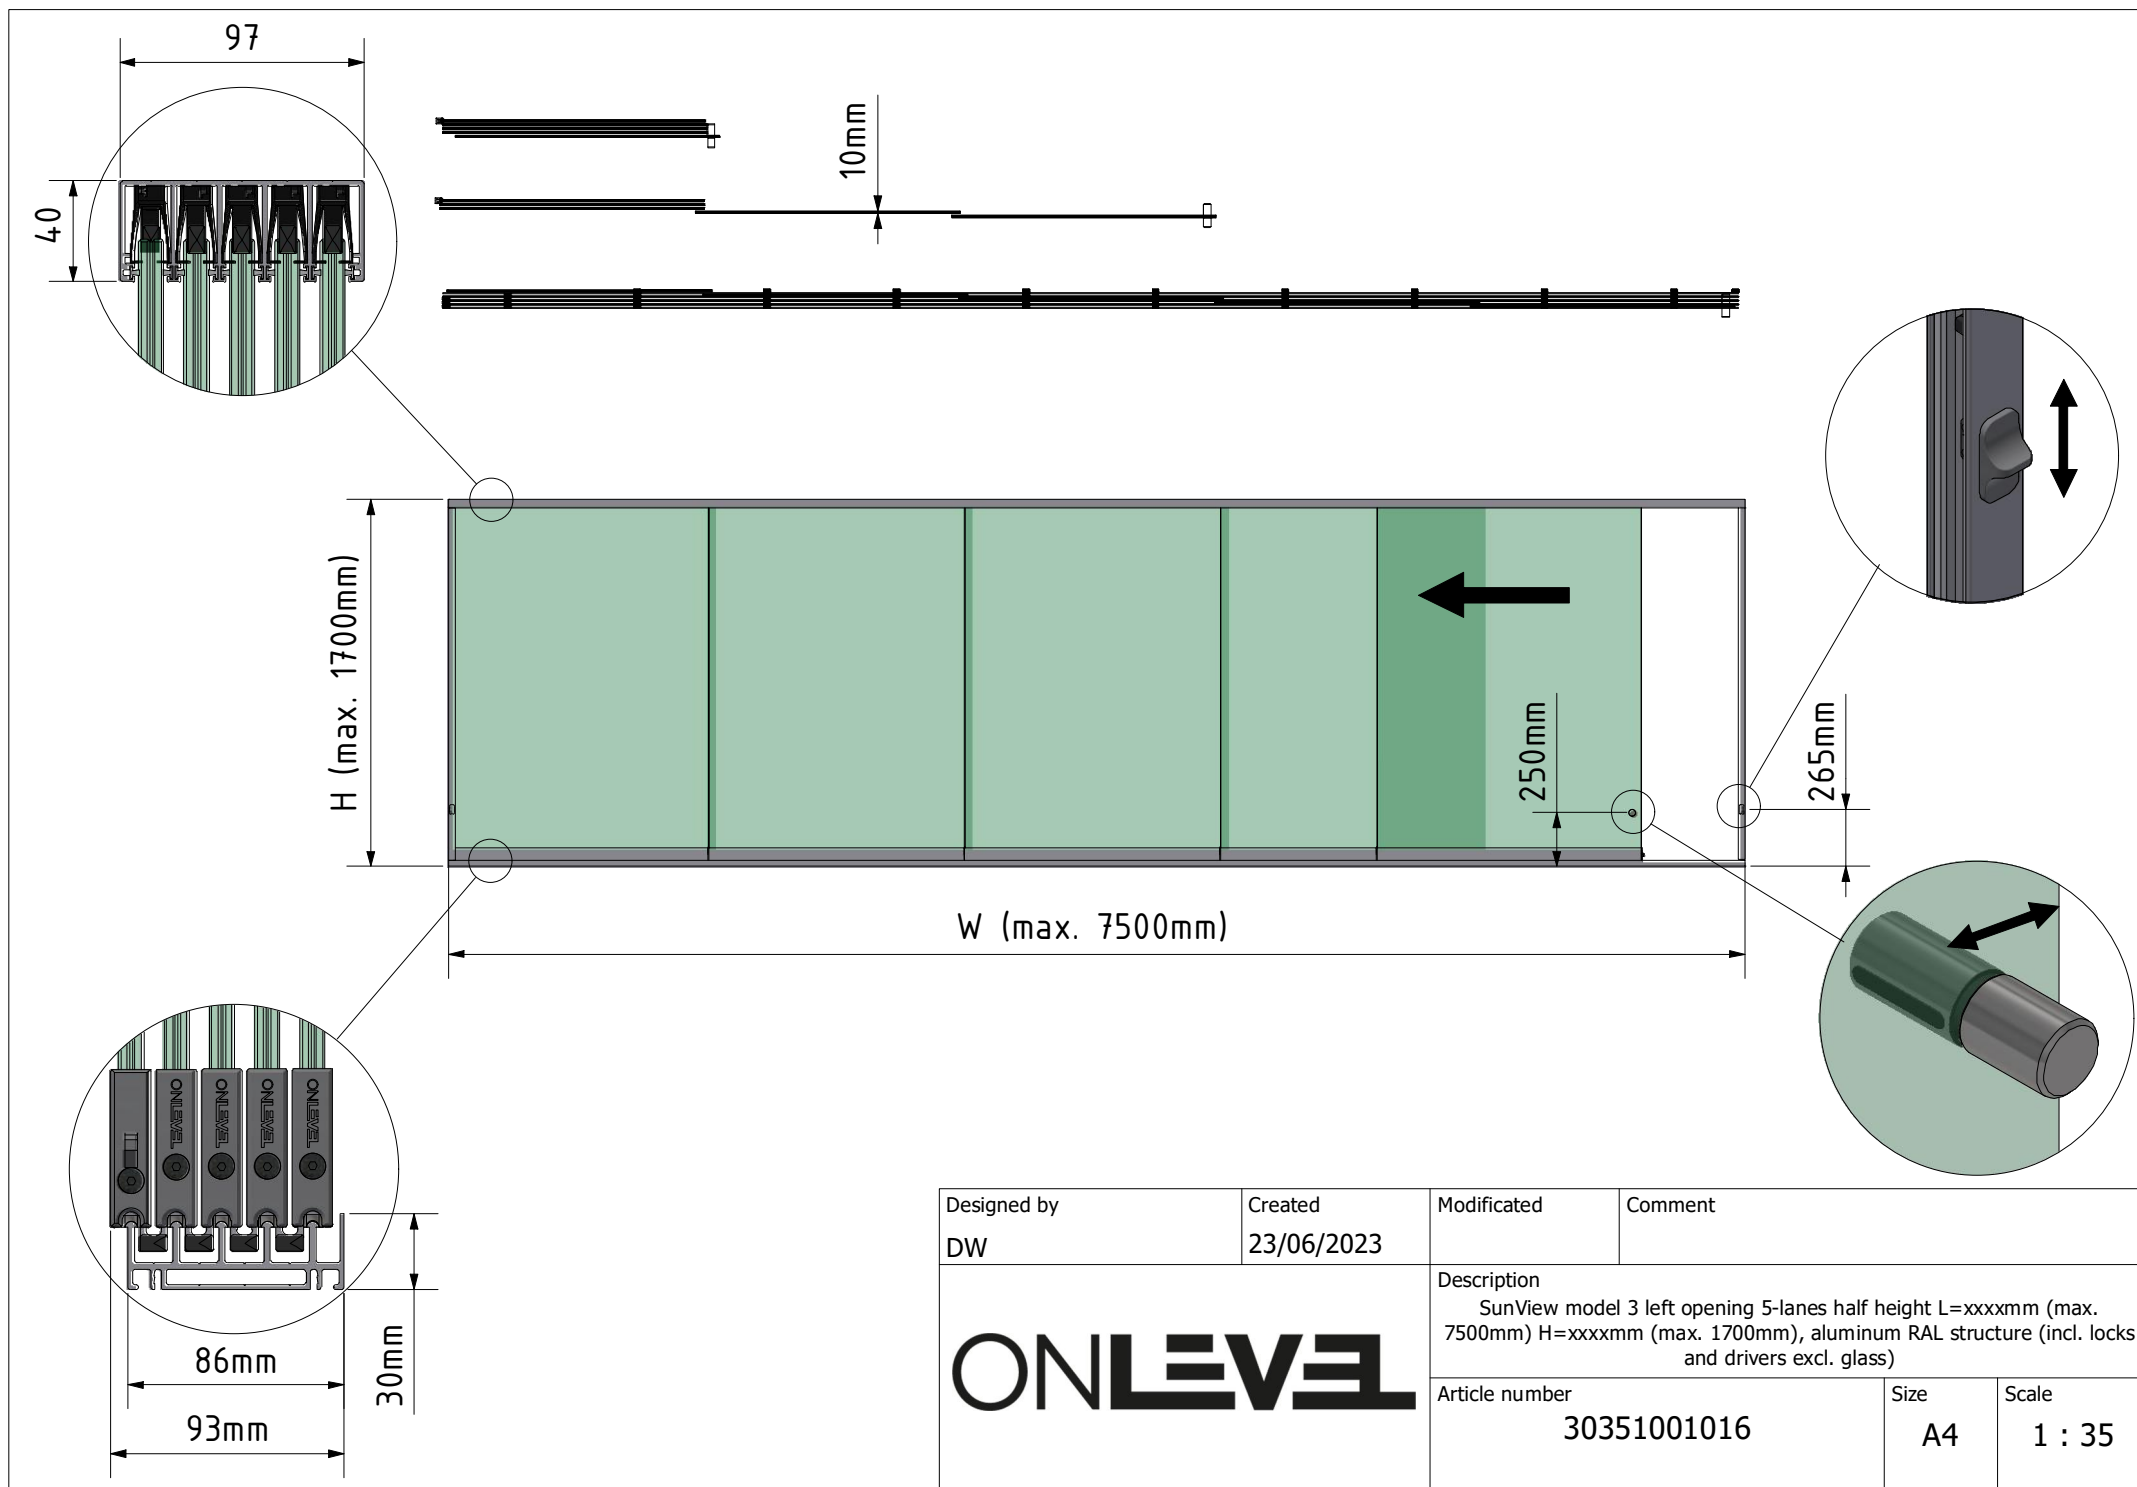 97
40
10mm
H (max. 1700mm)
250mm
265mm
W (max. 7500mm)
ONLEVEL
ONLEVEL
ONLEVEL
ONLEVEL
86mm
93mm
30mm
Designed by
DW
Created
23/06/2023
Modificated
Comment
ONLEVEL
Description
SunView model 3 left opening 5-lanes half height L=xxxxmm (max.
7500mm) H=xxxxmm (max. 1700mm), aluminum RAL structure (incl. locks
and drivers excl. glass)
Article number
30351001016
Size
A4
Scale
1 : 35